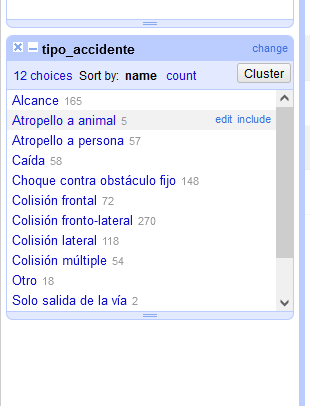 tipo_accidente change
12 choices Sort by: name count Cluster
Alcance 165
Atropello a animal 5 edit include
Atropello a persona 57
Caída 58
Choque contra obstáculo fijo 148
Colisión frontal 72
Colisión fronto-lateral 270
Colisión lateral 118
Colisión múltiple 54
Otro 18
Solo salida de la vía 2